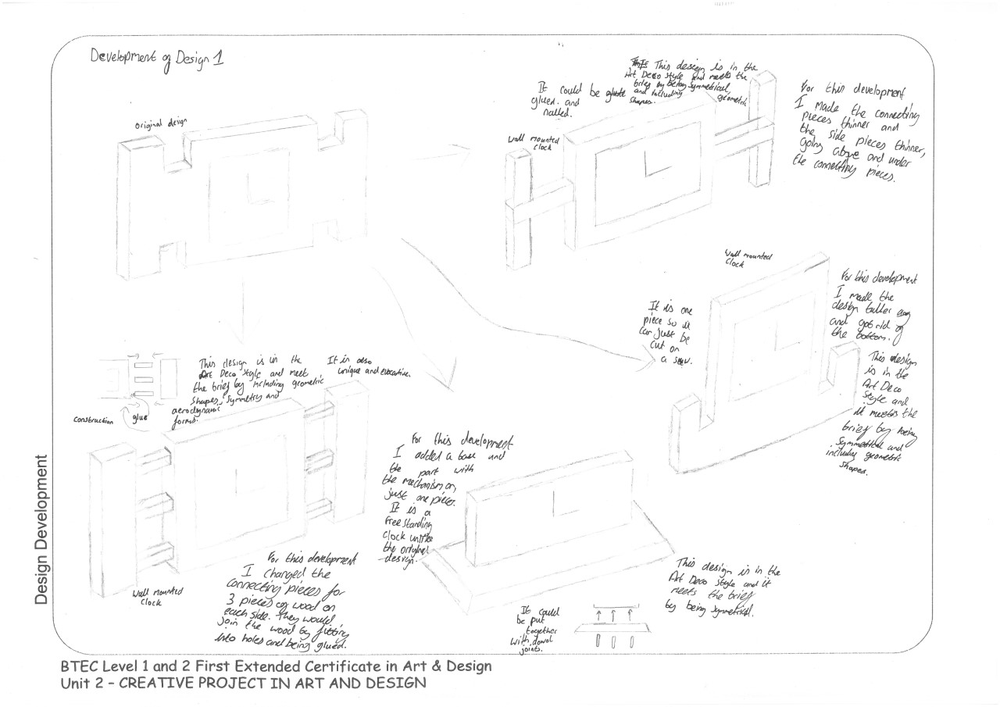 Development of Design 1
Original design
It could be
glued and
nailed.
This design is in the
Art Deco style and meets the
brief by being symmetrical,
and including geometric
shapes.
Wall mounted
clock
For this development
I made the connecting
pieces thinner and
the side pieces thinner,
going above and under
the connecting pieces.
Wall mounted
clock
It is one
piece so it
can just be
cut on
a saw.
For this development
I made the
design taller
and got rid of
the bottom.
This design
is in the
Art Deco
style and
it meets the
brief by being
symmetrical and
including geometric
shapes.
construction
glue
This design is in the
Art Deco style and meet
the brief by including geometric
shapes, symmetry and
aerodynamic
forms.
It is also
unique and evocative.
Wall mounted
clock
For this development
I changed the
connecting pieces for
3 pieces of wood on
each side. They would
join the wood by fitting
into holes and being glued.
For this development
I added a base and
the part with
the mechanism on,
just one piece.
It is a
free standing
clock unlike
the original
design.
This design is in the
Art Deco style and it
meets the brief
by being symmetrical.
It could
be put
together
with dowel
joints.
Design Development
BTEC Level 1 and 2 First Extended Certificate in Art & Design
Unit 2 – CREATIVE PROJECT IN ART AND DESIGN